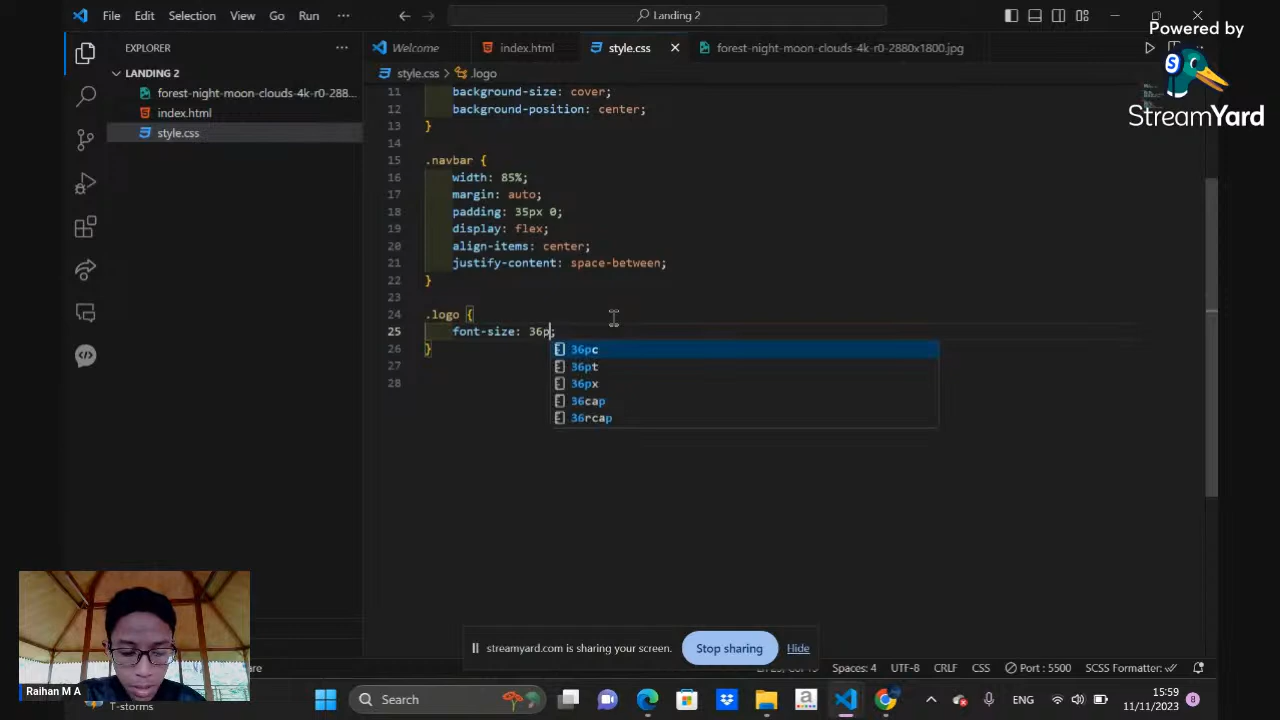 File Edit Selection View Go Run ···
Landing 2
Powered by
StreamYard
EXPLORER ···
Welcome
index.html
style.css
forest-night-moon-clouds-4k-r0-2880x1800.jpg
LANDING 2
forest-night-moon-clouds-4k-r0-288...
index.html
style.css
style.css > .logo
11 background-size: cover;
12 background-position: center;
13 }
14
15 .navbar {
16 width: 85%;
17 margin: auto;
18 padding: 35px 0;
19 display: flex;
20 align-items: center;
21 justify-content: space-between;
22 }
23
24 .logo {
25 font-size: 36p;
26 }
27
28
36pc
36pt
36px
36cap
36rcap
streamyard.com is sharing your screen.
Stop sharing
Hide
Spaces: 4 UTF-8 CRLF CSS Port : 5500 SCSS Formatter:
Raihan M A
T-storms
Search
ENG
15:59
11/11/2023
8